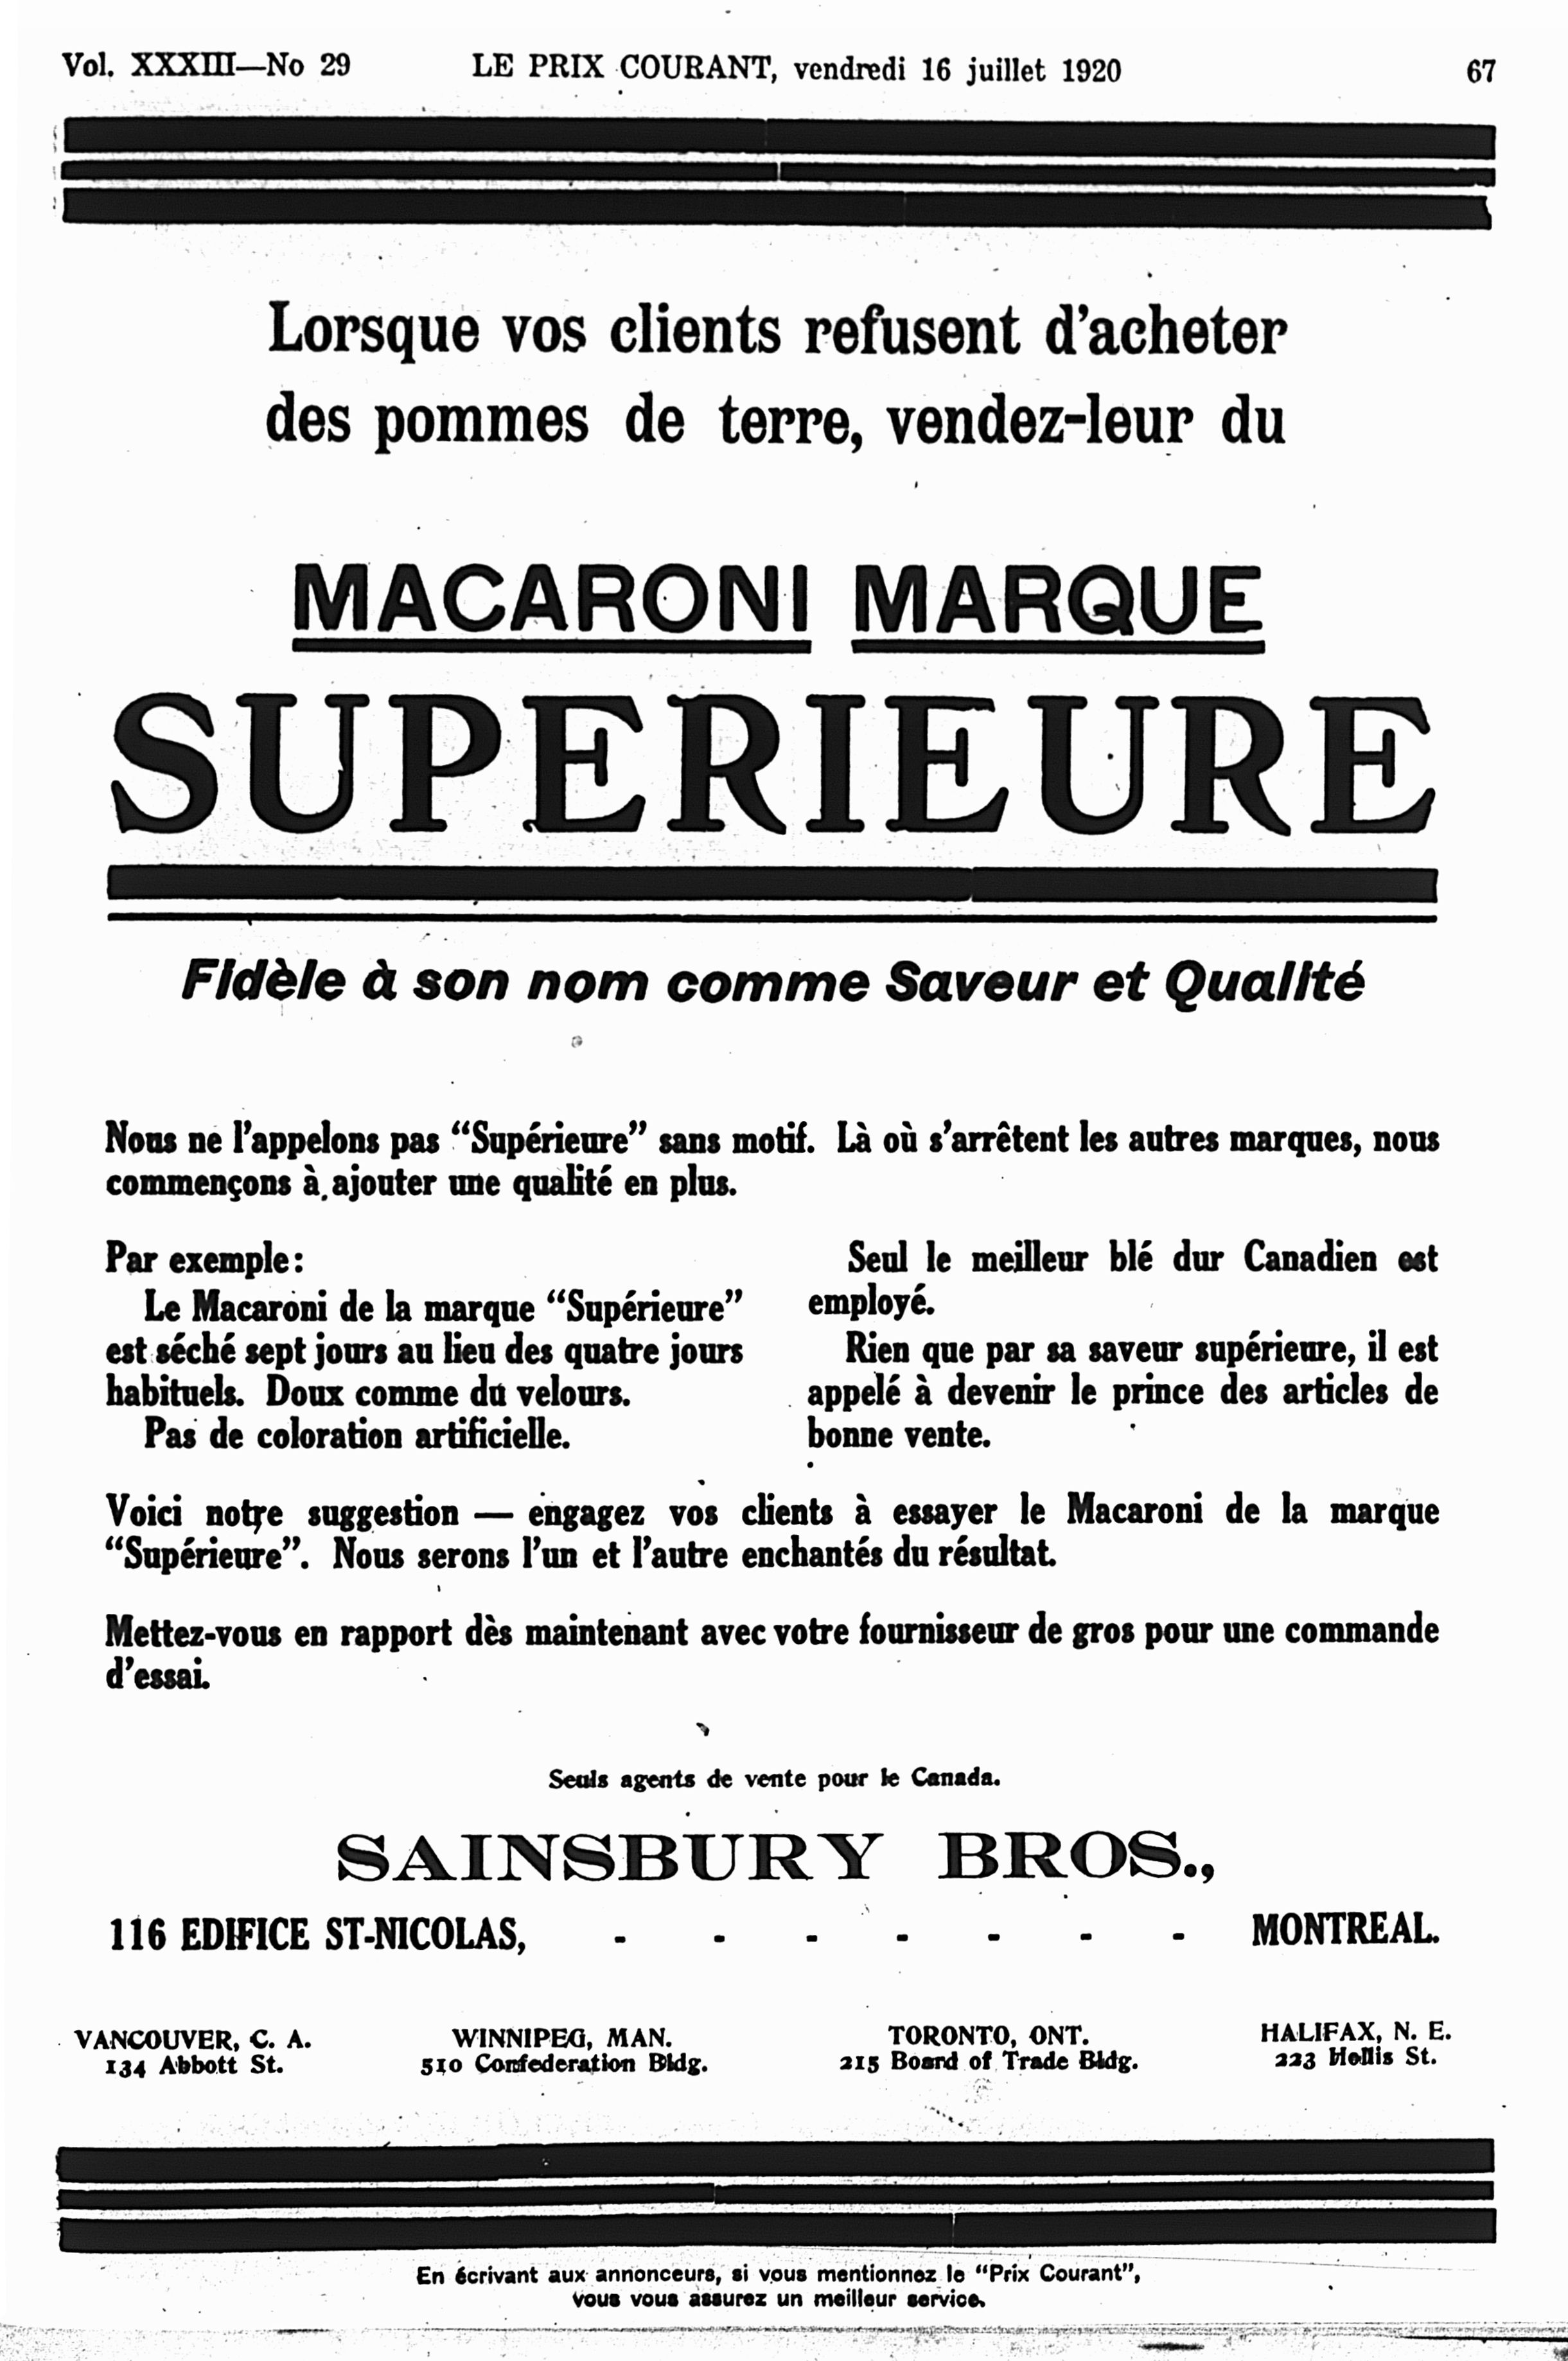 Vol. XXXIII—No 29 LE PRIX COURANT, vendredi 16 juillet 1920 67
Lorsque vos clients refusent d'acheter
des pommes de terre, vendez-leur du
MACARONI MARQUE
SUPERIEURE
Fidèle à son nom comme Saveur et Qualité
Nous ne l'appelons pas "Supérieure" sans motif. Là où s'arrêtent les autres marques, nous
commençons à ajouter une qualité en plus.
Par exemple:
Le Macaroni de la marque "Supérieure"
est séché sept jours au lieu des quatre jours
habituels. Doux comme du velours.
Pas de coloration artificielle.
Seul le meilleur blé dur Canadien est
employé.
Rien que par sa saveur supérieure, il est
appelé à devenir le prince des articles de
bonne vente.
Voici notre suggestion — engagez vos clients à essayer le Macaroni de la marque
"Supérieure". Nous serons l'un et l'autre enchantés du résultat.
Mettez-vous en rapport dès maintenant avec votre fournisseur de gros pour une commande
d'essai.
Seuls agents de vente pour le Canada.
SAINSBURY BROS.,
116 EDIFICE ST-NICOLAS, - - - - - - - MONTREAL.
VANCOUVER, C. A.
134 Abbott St.
WINNIPEG, MAN.
510 Confederation Bldg.
TORONTO, ONT.
215 Board of Trade Bldg.
HALIFAX, N. E.
223 Hollis St.
En écrivant aux annonceurs, si vous mentionnez le "Prix Courant",
vous vous assurez un meilleur service.